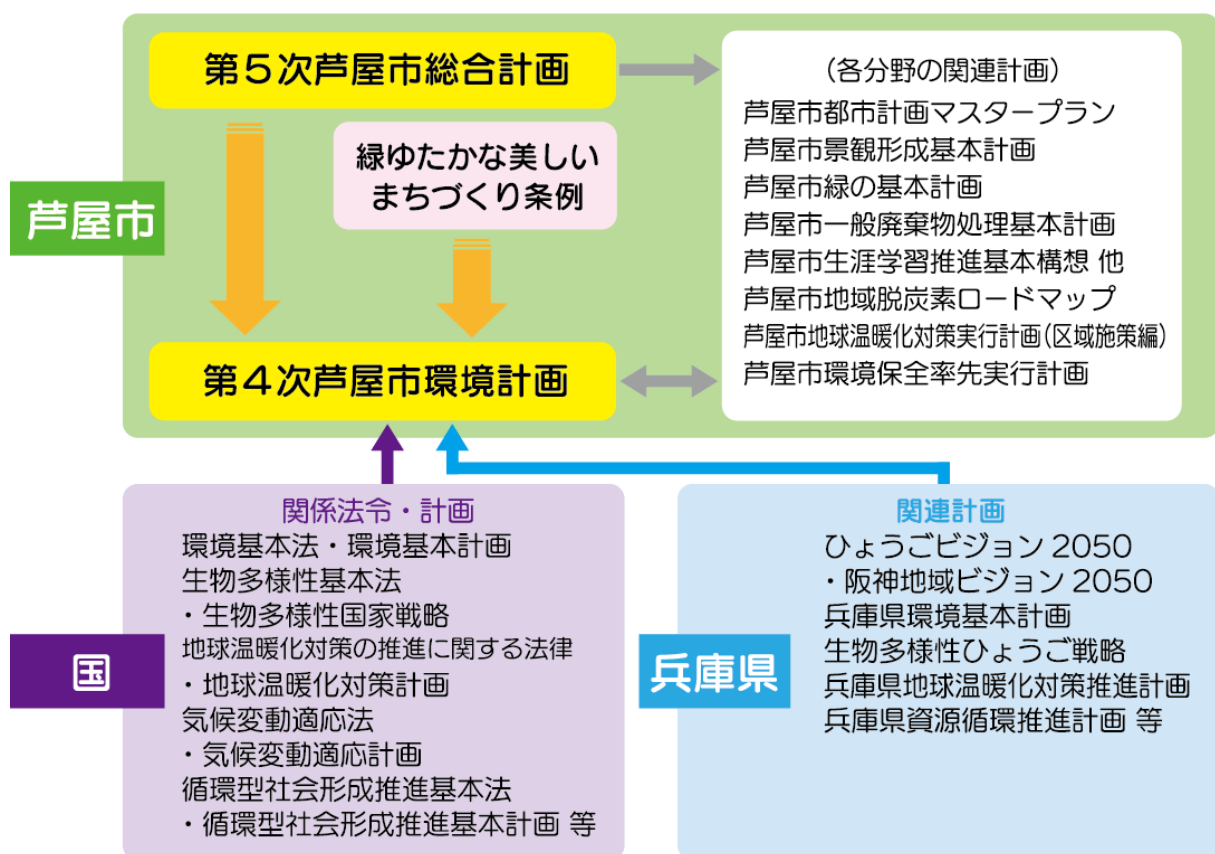 芦屋市
第5次芦屋市総合計画
緑ゆたかな美しい
まちづくり条例
第4次芦屋市環境計画
(各分野の関連計画)
芦屋市都市計画マスタープラン
芦屋市景観形成基本計画
芦屋市緑の基本計画
芦屋市一般廃棄物処理基本計画
芦屋市生涯学習推進基本構想 他
芦屋市地域脱炭素ロードマップ
芦屋市地球温暖化対策実行計画(区域施策編)
芦屋市環境保全率先実行計画
国
関係法令・計画
環境基本法・環境基本計画
生物多様性基本法
・生物多様性国家戦略
地球温暖化対策の推進に関する法律
・地球温暖化対策計画
気候変動適応法
・気候変動適応計画
循環型社会形成推進基本法
・循環型社会形成推進基本計画 等
兵庫県
関連計画
ひょうごビジョン 2050
・阪神地域ビジョン 2050
兵庫県環境基本計画
生物多様性ひょうご戦略
兵庫県地球温暖化対策推進計画
兵庫県資源循環推進計画 等